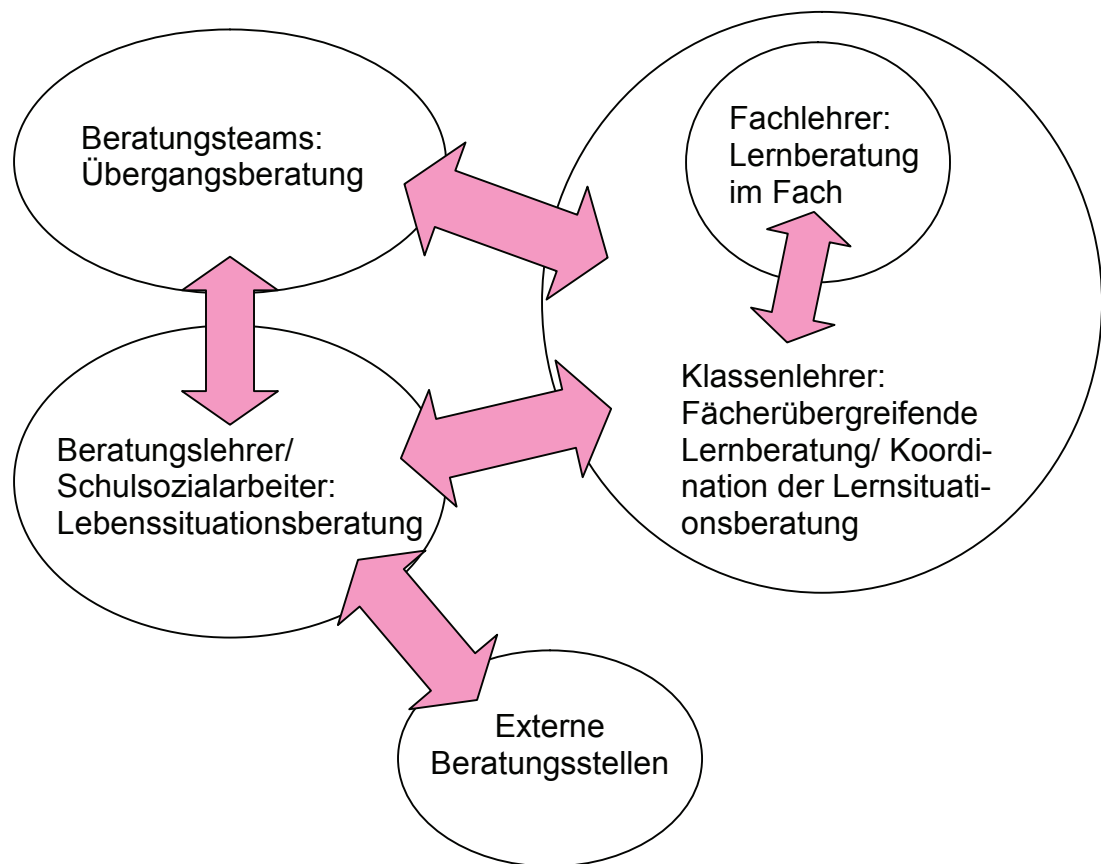 Beratungsteams:
Übergangsberatung
Fachlehrer:
Lernberatung
im Fach
Klassenlehrer:
Fächerübergreifende
Lernberatung/ Koordi-
nation der Lernsituati-
onsberatung
Beratungslehrer/
Schulsozialarbeiter:
Lebenssituationsberatung
Externe
Beratungsstellen